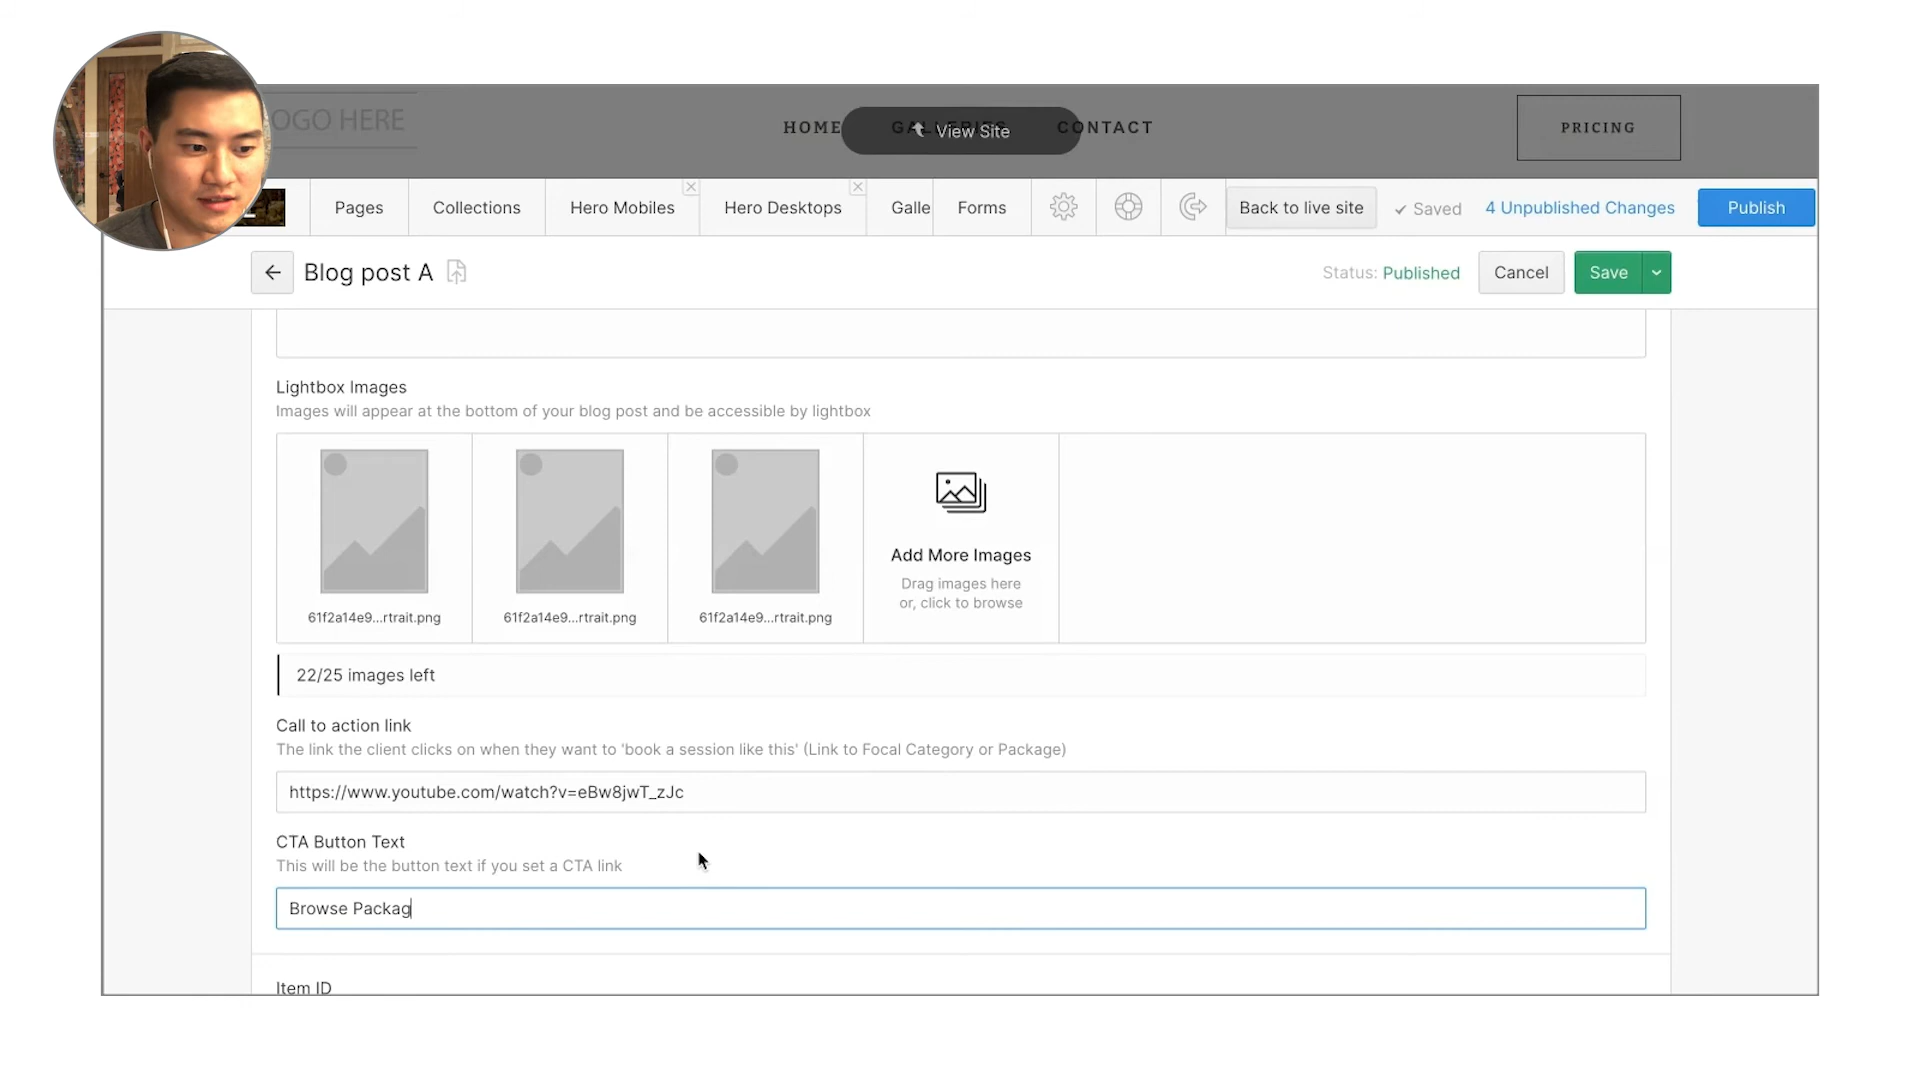 OGO HERE
HOME
GALLERIES
CONTACT
View Site
PRICING
Pages
Collections
Hero Mobiles
Hero Desktops
Galle
Forms
Back to live site
Saved
4 Unpublished Changes
Publish
Blog post A
Status: Published
Cancel
Save
Lightbox Images
Images will appear at the bottom of your blog post and be accessible by lightbox
61f2a14e9...rtrait.png
61f2a14e9...rtrait.png
61f2a14e9...rtrait.png
Add More Images
Drag images here
or, click to browse
22/25 images left
Call to action link
The link the client clicks on when they want to 'book a session like this' (Link to Focal Category or Package)
https://www.youtube.com/watch?v=eBw8jwT_zJc
CTA Button Text
This will be the button text if you set a CTA link
Browse Packag
Item ID